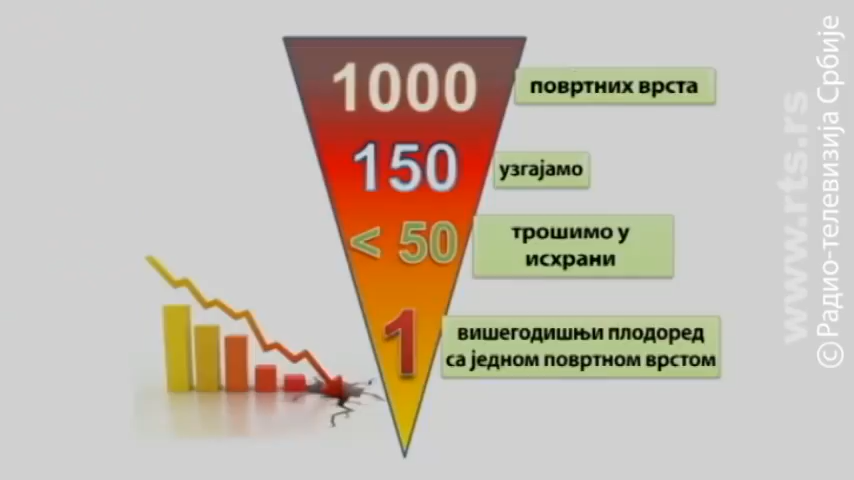 1000
повртних врста
150
узгајамо
< 50
трошимо у
исхрани
1
вишегодишњи плодоред
са једном повртном врстом
www.rts.rs
© Радио-телевизија Србије